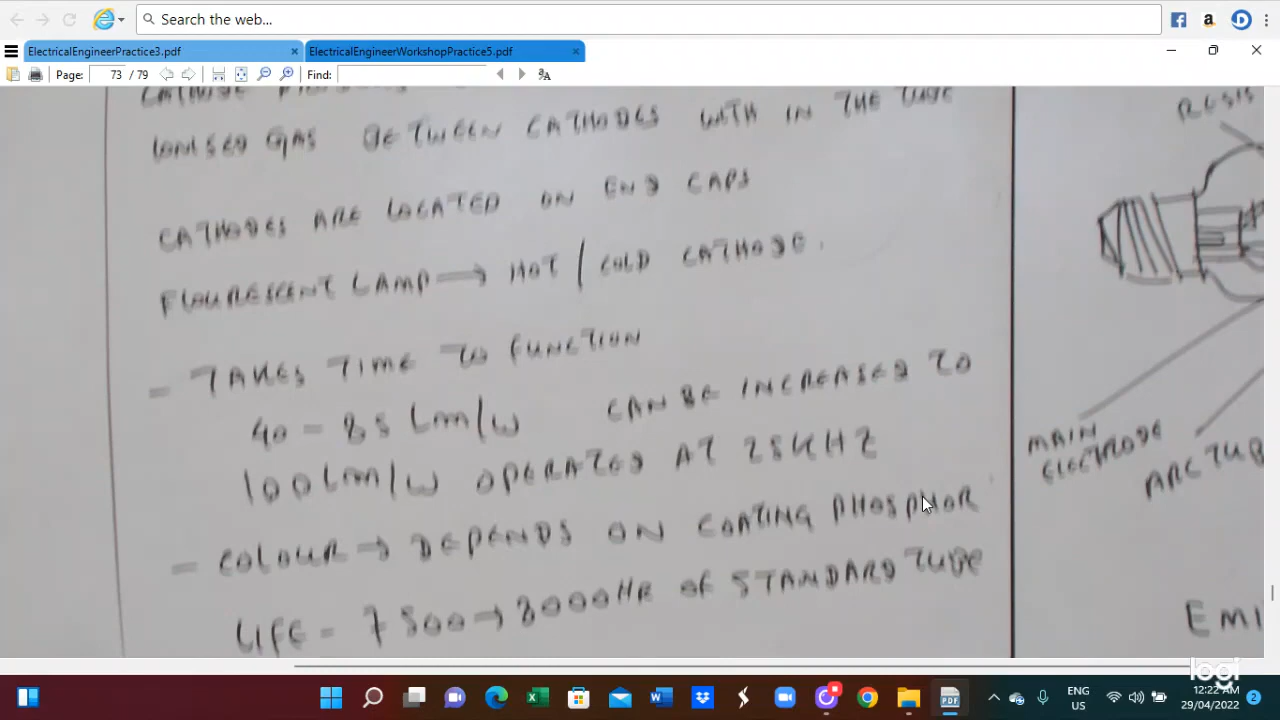 Search the web...
ElectricalEngineerPractice3.pdf
ElectricalEngineerWorkshopPractice5.pdf
Page: 73 / 79 Find:
CATHODE
IONISED GAS BETWEEN CATHODES WITH IN THE TUBE
CATHODES ARE LOCATED ON END CAPS
FLOURESCENT LAMP → HOT / COLD CATHODE.
- TAKES TIME TO FUNCTION
40 - 85 Lm/W CAN BE INCREASED TO
100 Lm/W OPERATED AT 25KHZ
- COLOUR → DEPENDS ON COATING PHOSPHOR
LIFE - 7500 → 8000HR OF STANDARD TUBE
RESIS
MAIN
ELECTRODE
ARC TUB
EMI
ENG
US
12:22 AM
29/04/2022
2